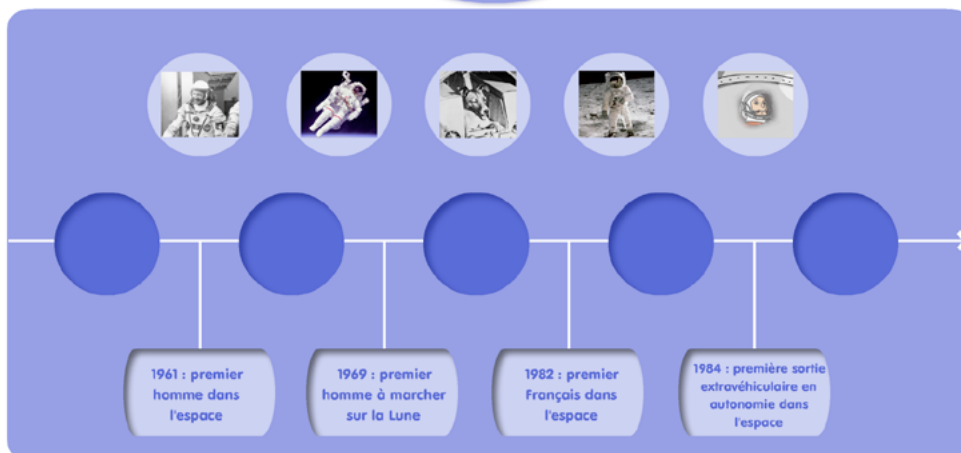 1961 : premier
homme dans
l'espace
1969 : premier
homme à marcher
sur la Lune
1982 : premier
Français dans
l'espace
1984 : première sortie
extravéhiculaire en
autonomie dans
l'espace